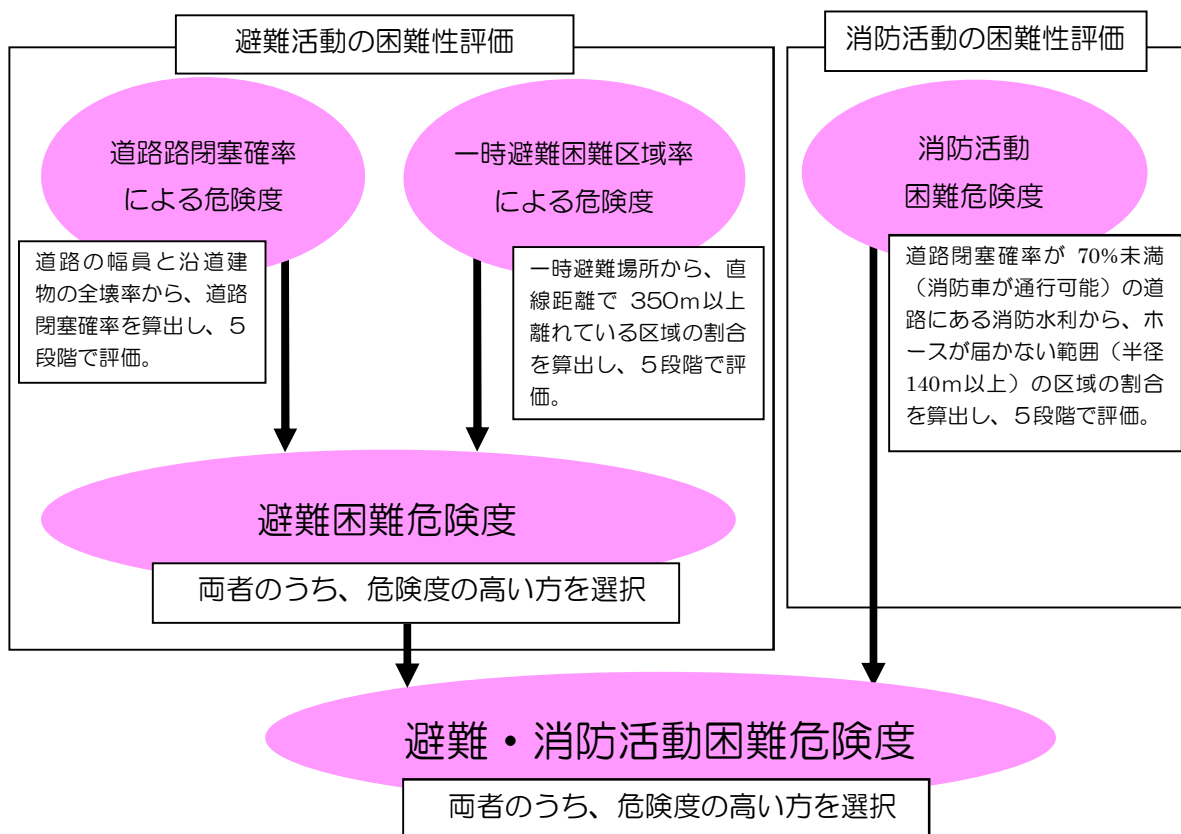 避難活動の困難性評価
道路路閉塞確率
による危険度
道路の幅員と沿道建
物の全壊率から、道路
閉塞確率を算出し、５
段階で評価。
一時避難困難区域率
による危険度
一時避難場所から、直
線距離で 350ｍ以上
離れている区域の割合
を算出し、５段階で評
価。
避難困難危険度
両者のうち、危険度の高い方を選択
消防活動の困難性評価
消防活動
困難危険度
道路閉塞確率が 70%未満
（消防車が通行可能）の道
路にある消防水利から、ホ
ースが届かない範囲（半径
140ｍ以上）の区域の割合
を算出し、５段階で評価。
避難・消防活動困難危険度
両者のうち、危険度の高い方を選択